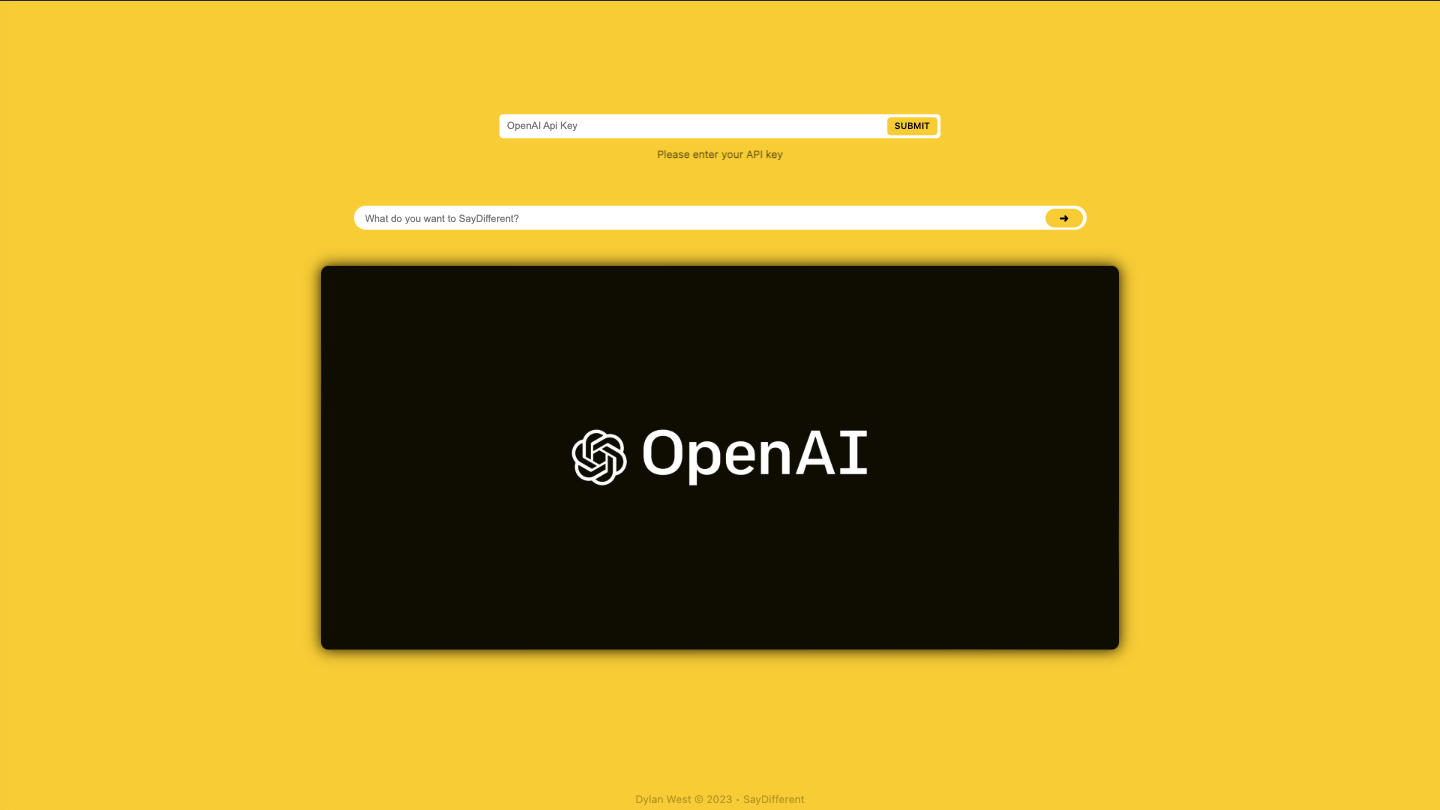 OpenAI Api Key
SUBMIT
Please enter your API key
What do you want to SayDifferent?
➜
OpenAI
Dylan West © 2023 • SayDifferent